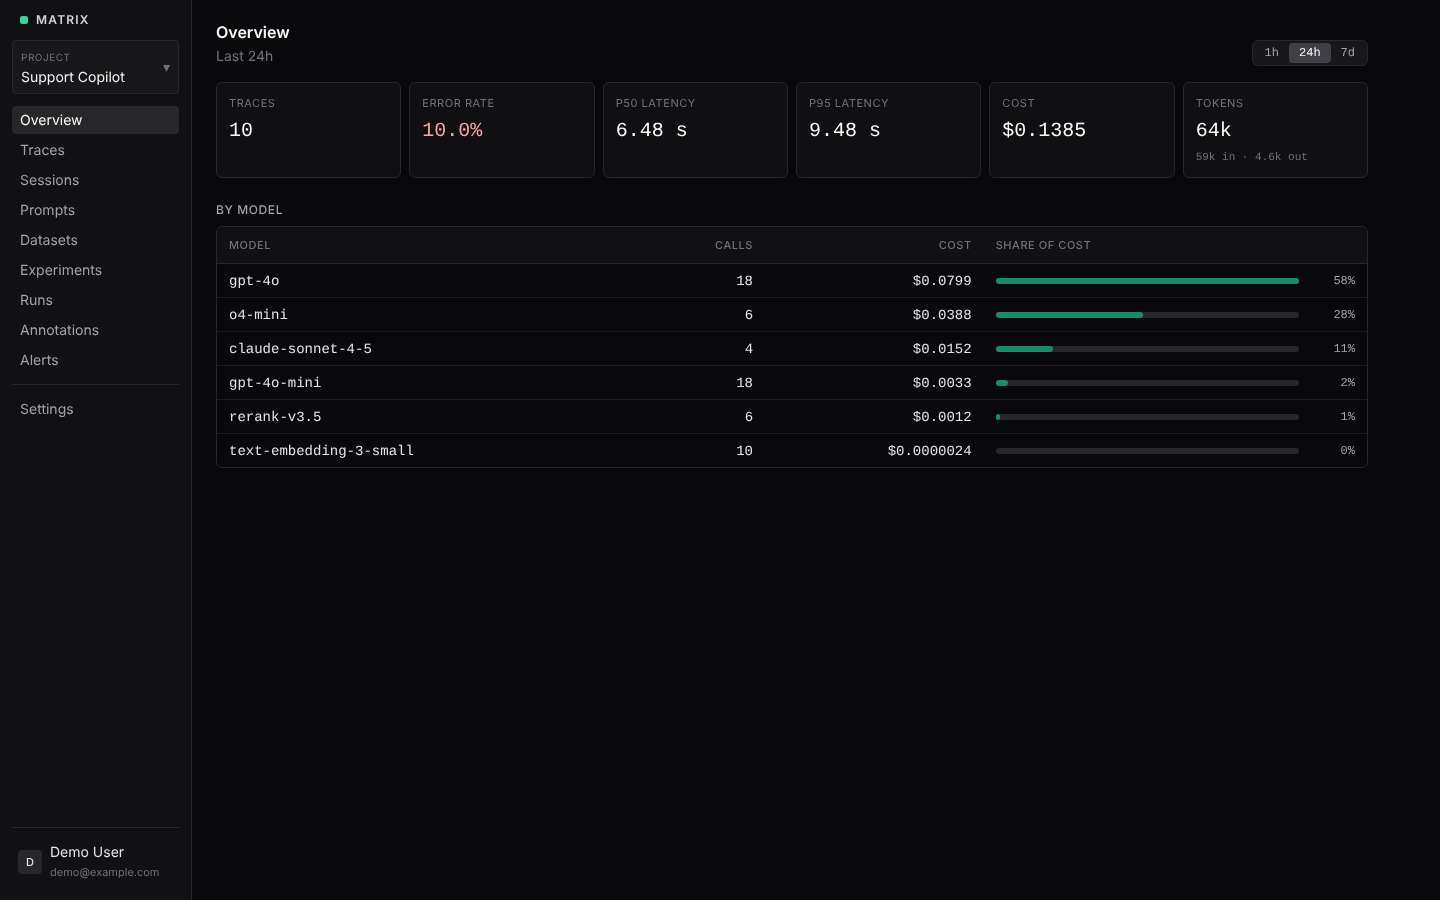 MATRIX
PROJECT
Support Copilot
Overview
Traces
Sessions
Prompts
Datasets
Experiments
Runs
Annotations
Alerts
Settings
D
Demo User
demo@example.com
Overview
Last 24h
1h 24h 7d
TRACES
10
ERROR RATE
10.0%
P50 LATENCY
6.48 s
P95 LATENCY
9.48 s
COST
$0.1385
TOKENS
64k
59k in · 4.6k out
BY MODEL
MODEL CALLS COST SHARE OF COST
gpt-4o 18 $0.0799 58%
o4-mini 6 $0.0388 28%
claude-sonnet-4-5 4 $0.0152 11%
gpt-4o-mini 18 $0.0033 2%
rerank-v3.5 6 $0.0012 1%
text-embedding-3-small 10 $0.0000024 0%